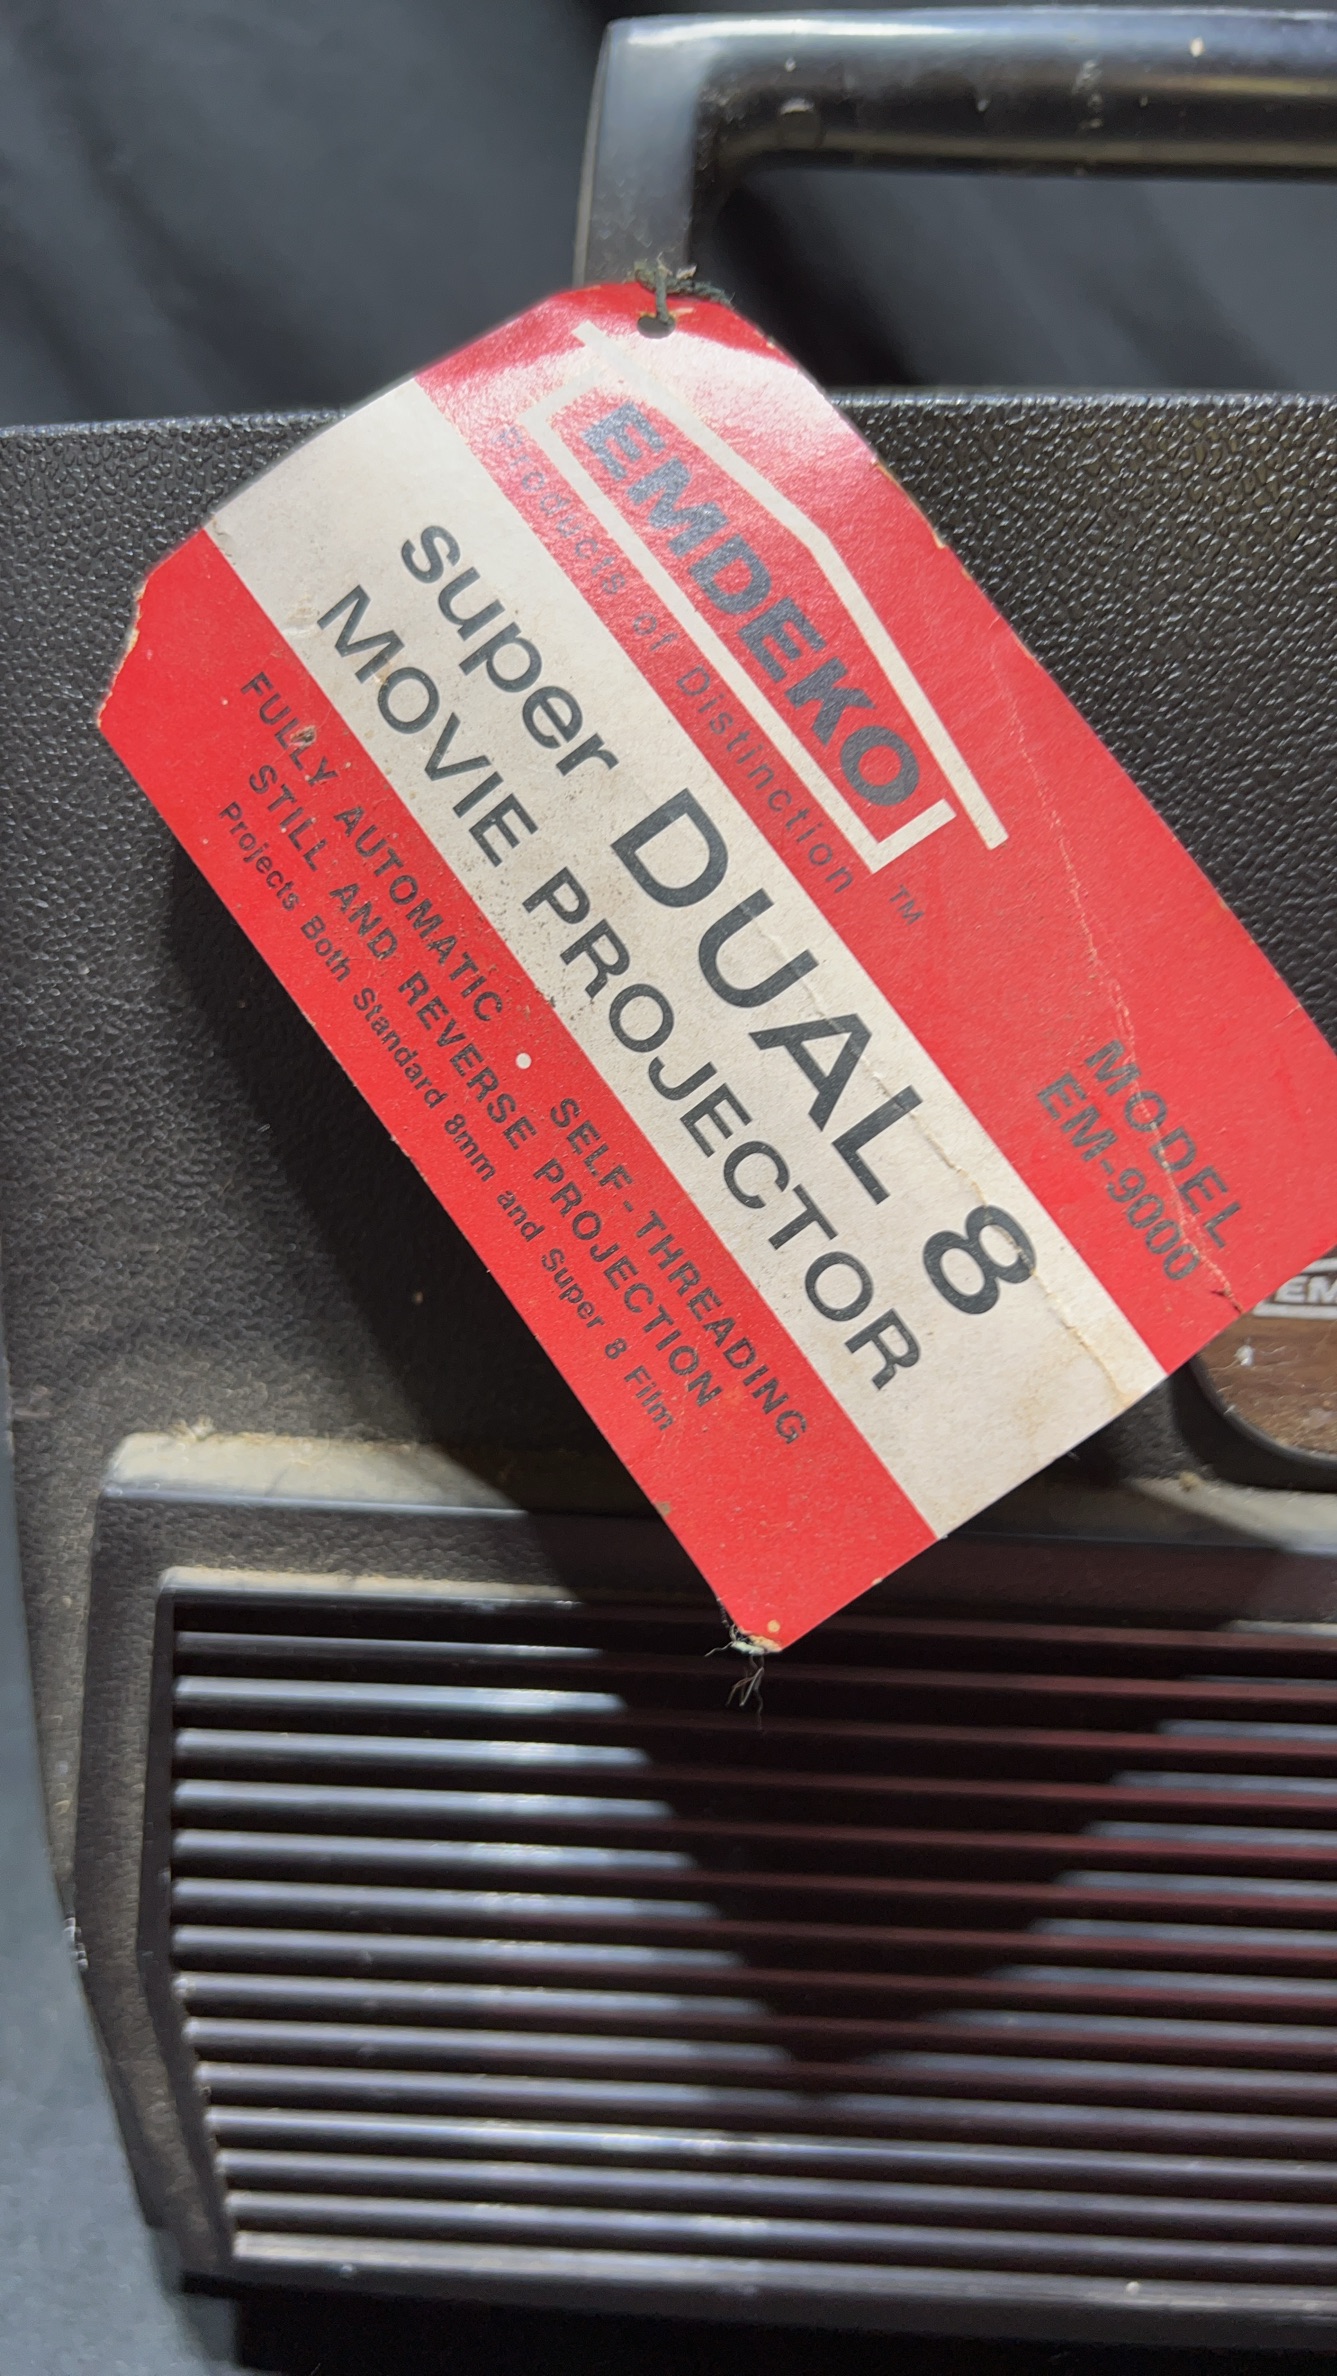 EMDEKO
Products of Distinction ™
MODEL
EM-9000
super DUAL 8
MOVIE PROJECTOR
FULLY AUTOMATIC • SELF-THREADING
STILL AND REVERSE PROJECTION
Projects Both Standard 8mm and Super 8 Film
EM